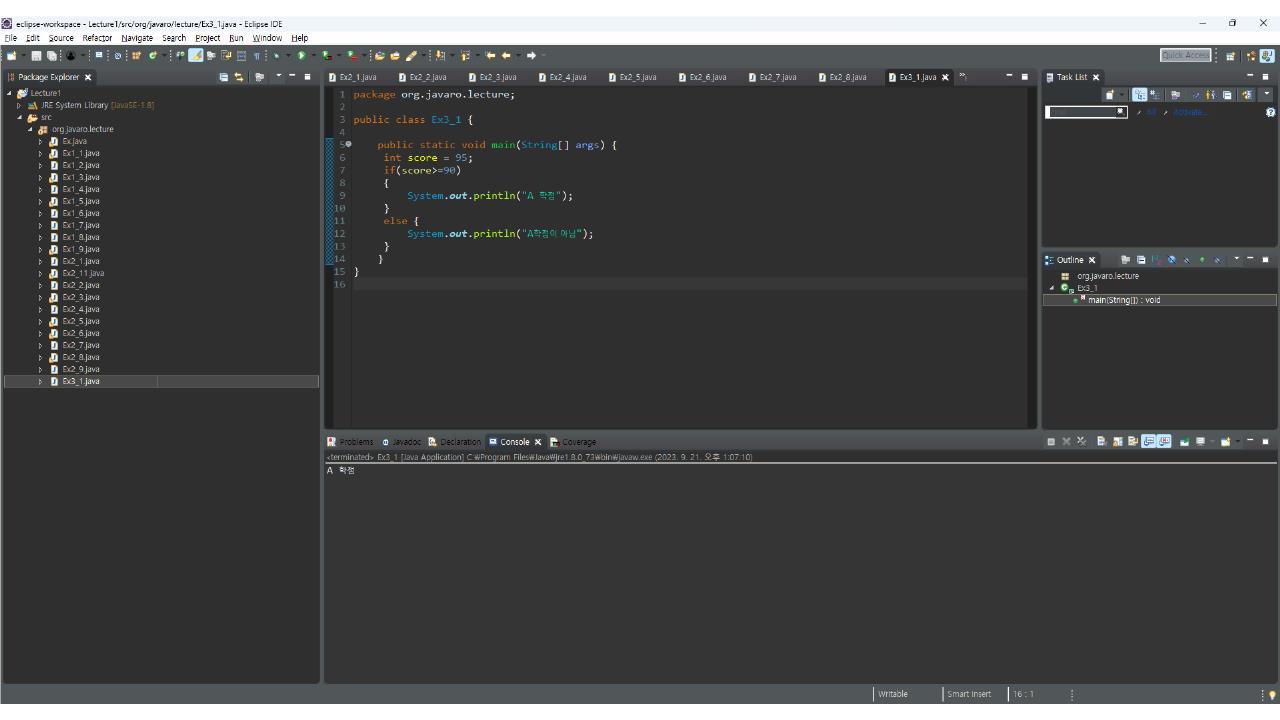 eclipse-workspace - Lecture1/src/org/javaro/lecture/Ex3_1.java - Eclipse IDE
File Edit Source Refactor Navigate Search Project Run Window Help
Quick Access
Package Explorer
Lecture1
JRE System Library [JavaSE-1.8]
src
org.javaro.lecture
Ex.java
Ex1_1.java
Ex1_2.java
Ex1_3.java
Ex1_4.java
Ex1_5.java
Ex1_6.java
Ex1_7.java
Ex1_8.java
Ex1_9.java
Ex2_1.java
Ex2_11.java
Ex2_2.java
Ex2_3.java
Ex2_4.java
Ex2_5.java
Ex2_6.java
Ex2_7.java
Ex2_8.java
Ex2_9.java
Ex3_1.java
Ex2_1.java Ex2_2.java Ex2_3.java Ex2_4.java Ex2_5.java Ex2_6.java Ex2_7.java Ex2_8.java Ex3_1.java
1 package org.javaro.lecture;
2
3 public class Ex3_1 {
4
5 public static void main(String[] args) {
6 int score = 95;
7 if(score>=90)
8 {
9 System.out.println("A 학점");
10 }
11 else {
12 System.out.println("A학점이 아님");
13 }
14 }
15 }
16
Task List
All Activate...
Outline
org.javaro.lecture
Ex3_1
main(String[]) : void
Problems Javadoc Declaration Console Coverage
<terminated> Ex3_1 [Java Application] C:₩Program Files₩Java₩jre1.8.0_73₩bin₩javaw.exe (2023. 9. 21. 오후 1:07:10)
A 학점
Writable Smart Insert 16 : 1